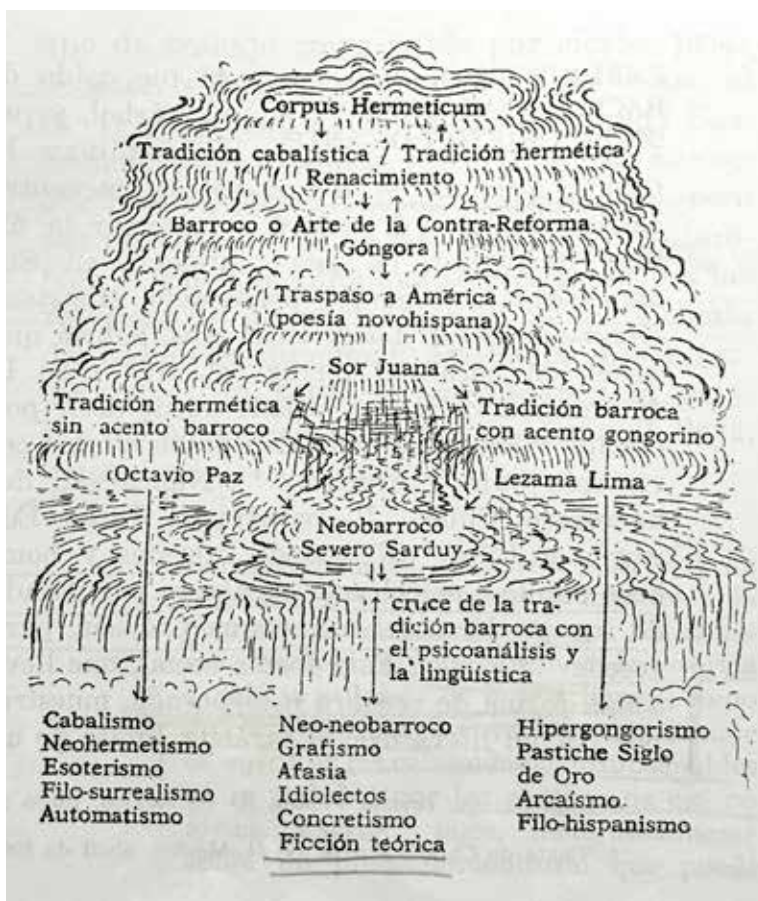 Corpus Hermeticum
Tradición cabalística / Tradición hermética
Renacimiento
Barroco o Arte de la Contra-Reforma
Góngora
Traspaso a América
(poesía novohispana)
Sor Juana
Tradición hermética
sin acento barroco
Tradición barroca
con acento gongorino
Octavio Paz
Lezama Lima
Neobarroco
Severo Sarduy
cruce de la tra-
dición barroca con
el psicoanálisis y
la lingüística
Cabalismo
Neohermetismo
Esoterismo
Filo-surrealismo
Automatismo
Neo-neobarroco
Grafismo
Afasia
Idiolectos
Concretismo
Ficción teórica
Hipergongorismo
Pastiche Siglo
de Oro
Arcaísmo
Filo-hispanismo